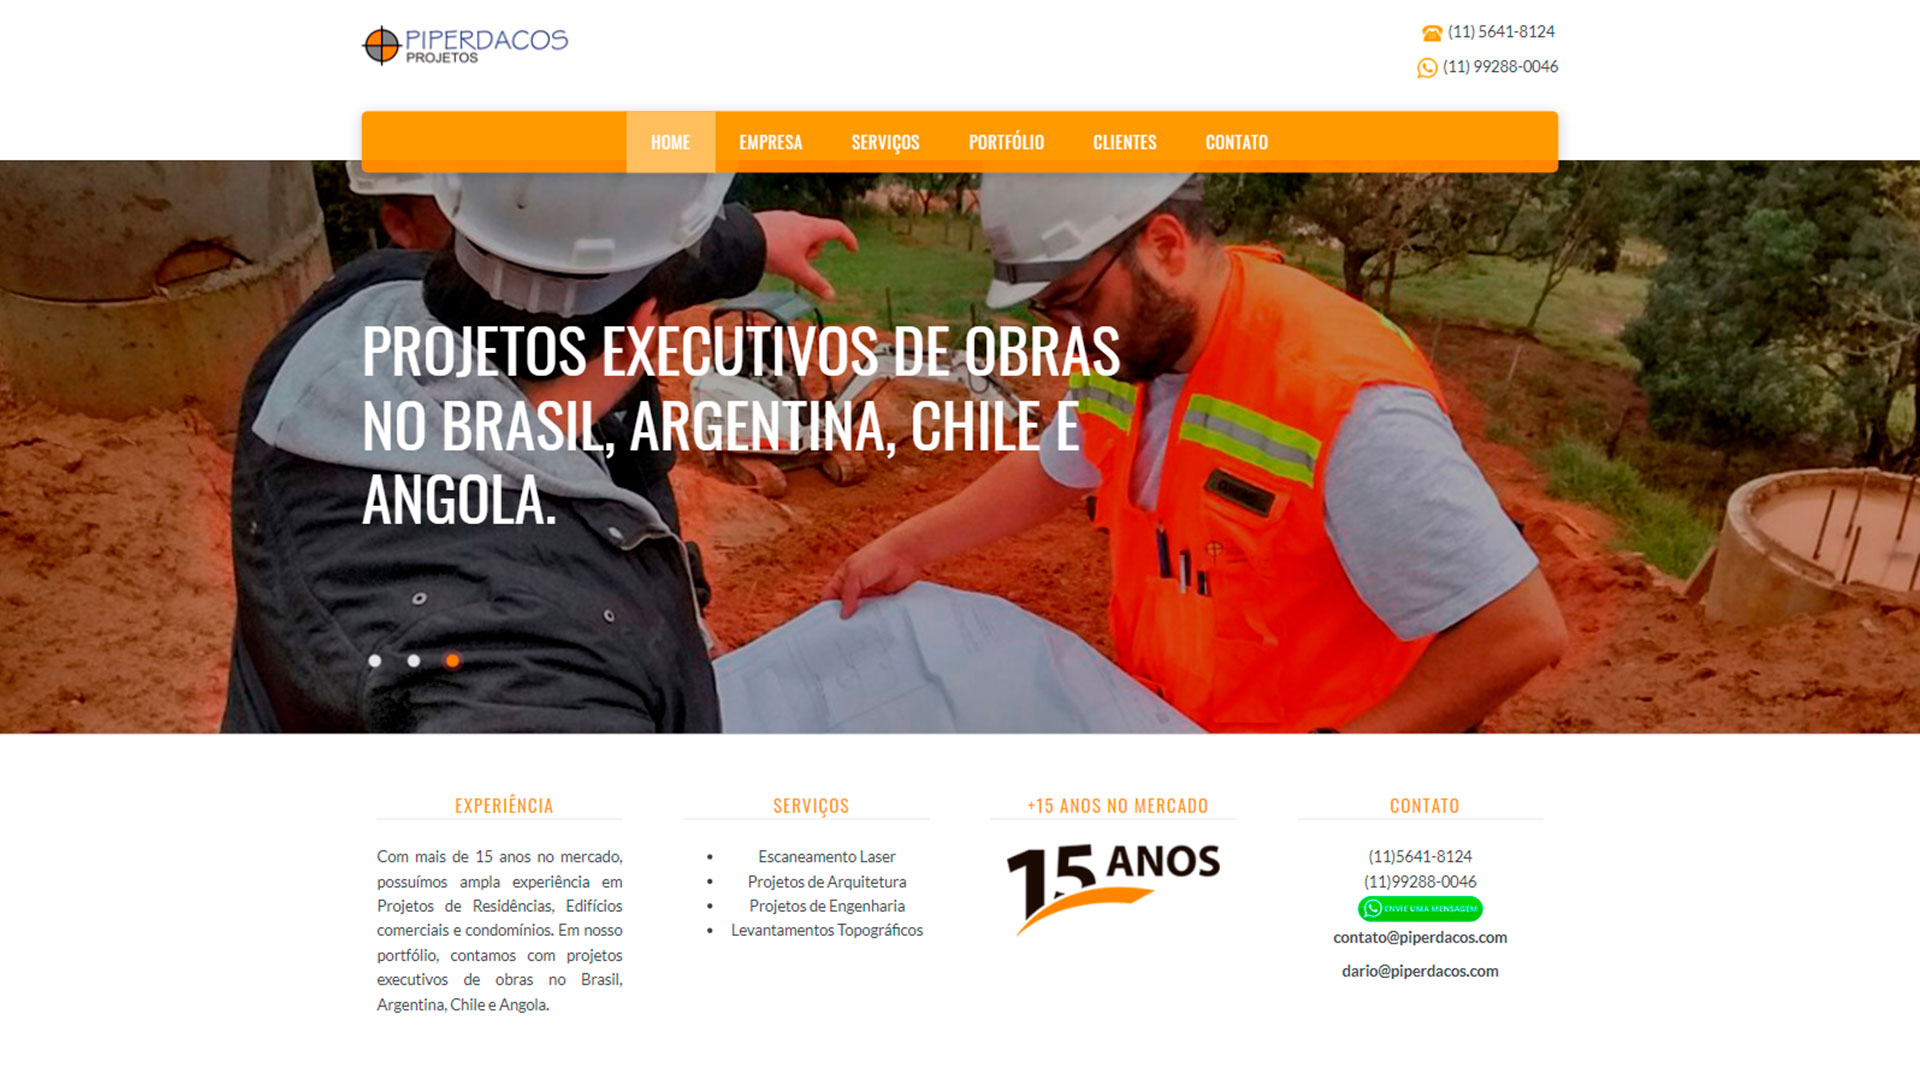 PIPERDACOS
PROJETOS
(11) 5641-8124
(11) 99288-0046
HOME EMPRESA SERVIÇOS PORTFÓLIO CLIENTES CONTATO
PROJETOS EXECUTIVOS DE OBRAS
NO BRASIL, ARGENTINA, CHILE E
ANGOLA.
EXPERIÊNCIA
Com mais de 15 anos no mercado,
possuímos ampla experiência em
Projetos de Residências, Edifícios
comerciais e condomínios. Em nosso
portfólio, contamos com projetos
executivos de obras no Brasil,
Argentina, Chile e Angola.
SERVIÇOS
• Escaneamento Laser
• Projetos de Arquitetura
• Projetos de Engenharia
• Levantamentos Topográficos
+15 ANOS NO MERCADO
15 ANOS
CONTATO
(11)5641-8124
(11)99288-0046
ENVIE UMA MENSAGEM
contato@piperdacos.com
dario@piperdacos.com